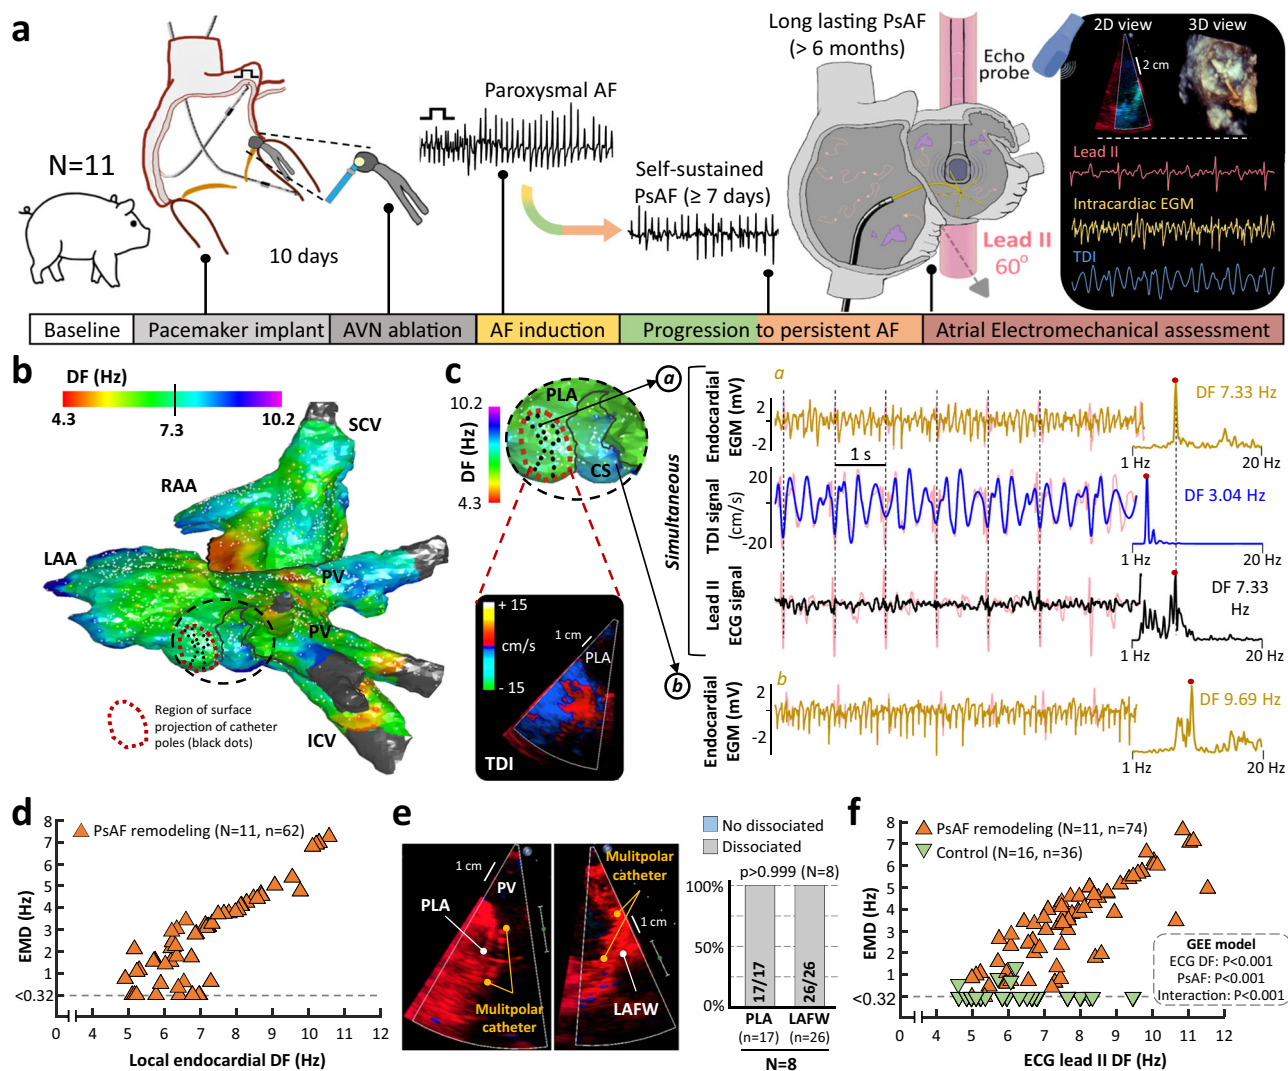 a
N=11
10 days
Paroxysmal AF
Self-sustained
PsAF (≥ 7 days)
Long lasting PsAF
(> 6 months)
Echo
probe
Lead II
60°
2D view
3D view
2 cm
Lead II
Intracardiac EGM
TDI
Baseline
Pacemaker implant
AVN ablation
AF induction
Progression to persistent AF
Atrial Electromechanical assessment
b
DF (Hz)
4.3
7.3
10.2
SCV
RAA
LAA
PV
PV
ICV
Region of surface
projection of catheter
poles (black dots)
c
10.2
DF (Hz)
4.3
PLA
CS
a
b
Simultaneous
+ 15
cm/s
- 15
1 cm
PLA
TDI
a
Endocardial
EGM (mV)
2
-2
DF 7.33 Hz
1 Hz
20 Hz
1 s
TDI signal
(cm/s)
20
-20
DF 3.04 Hz
1 Hz
20 Hz
Lead II
ECG signal
DF 7.33
Hz
1 Hz
20 Hz
b
Endocardial
EGM (mV)
2
-2
DF 9.69 Hz
1 Hz
20 Hz
d
PsAF remodeling (N=11, n=62)
EMD (Hz)
8
7
6
5
4
3
2
1
<0.32
0
4
5
6
7
8
9
10
11
12
Local endocardial DF (Hz)
e
1 cm
PV
PLA
Mulitpolar
catheter
Mulitpolar
catheter
1 cm
LAFW
No dissociated
Dissociated
p>0.999 (N=8)
100%
50%
0%
17/17
26/26
PLA
(n=17)
LAFW
(n=26)
N=8
f
PsAF remodeling (N=11, n=74)
Control (N=16, n=36)
EMD (Hz)
8
7
6
5
4
3
2
1
<0.32
GEE model
ECG DF: P<0.001
PsAF: P<0.001
Interaction: P<0.001
0
4
5
6
7
8
9
10
11
12
ECG lead II DF (Hz)